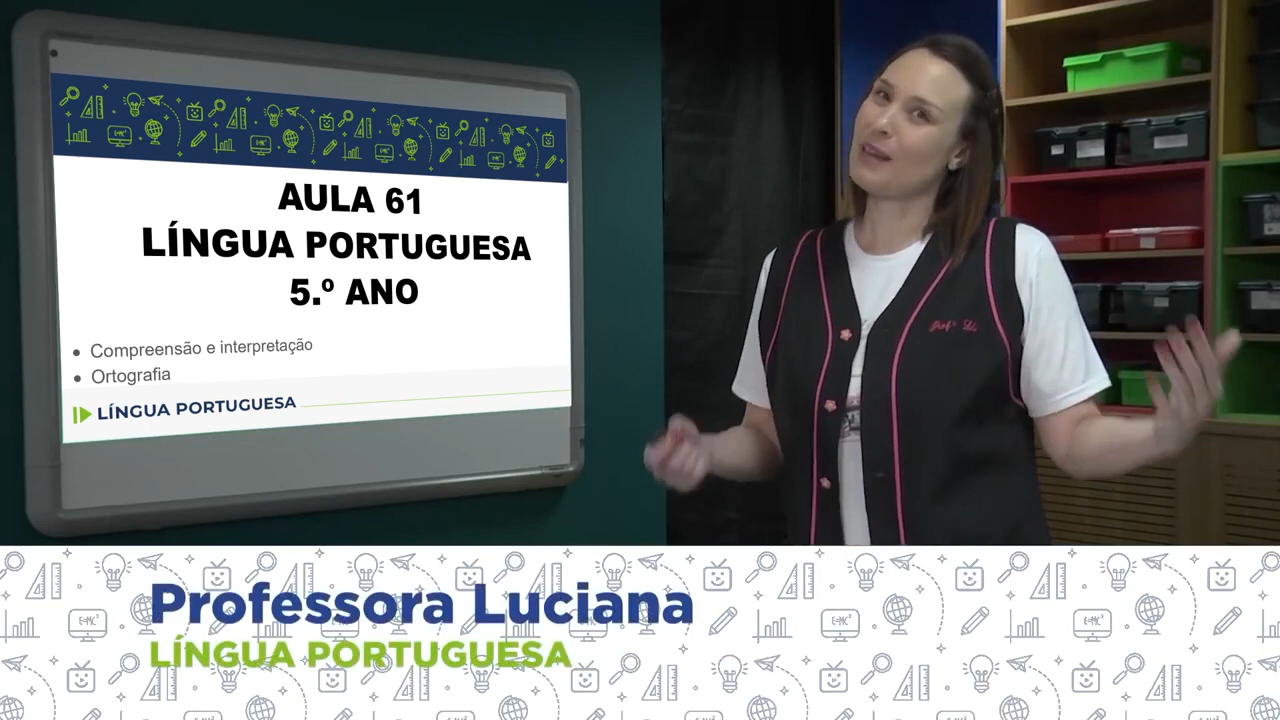 AULA 61
LÍNGUA PORTUGUESA
5.º ANO
• Compreensão e interpretação
• Ortografia
LÍNGUA PORTUGUESA
Professora Luciana
LÍNGUA PORTUGUESA